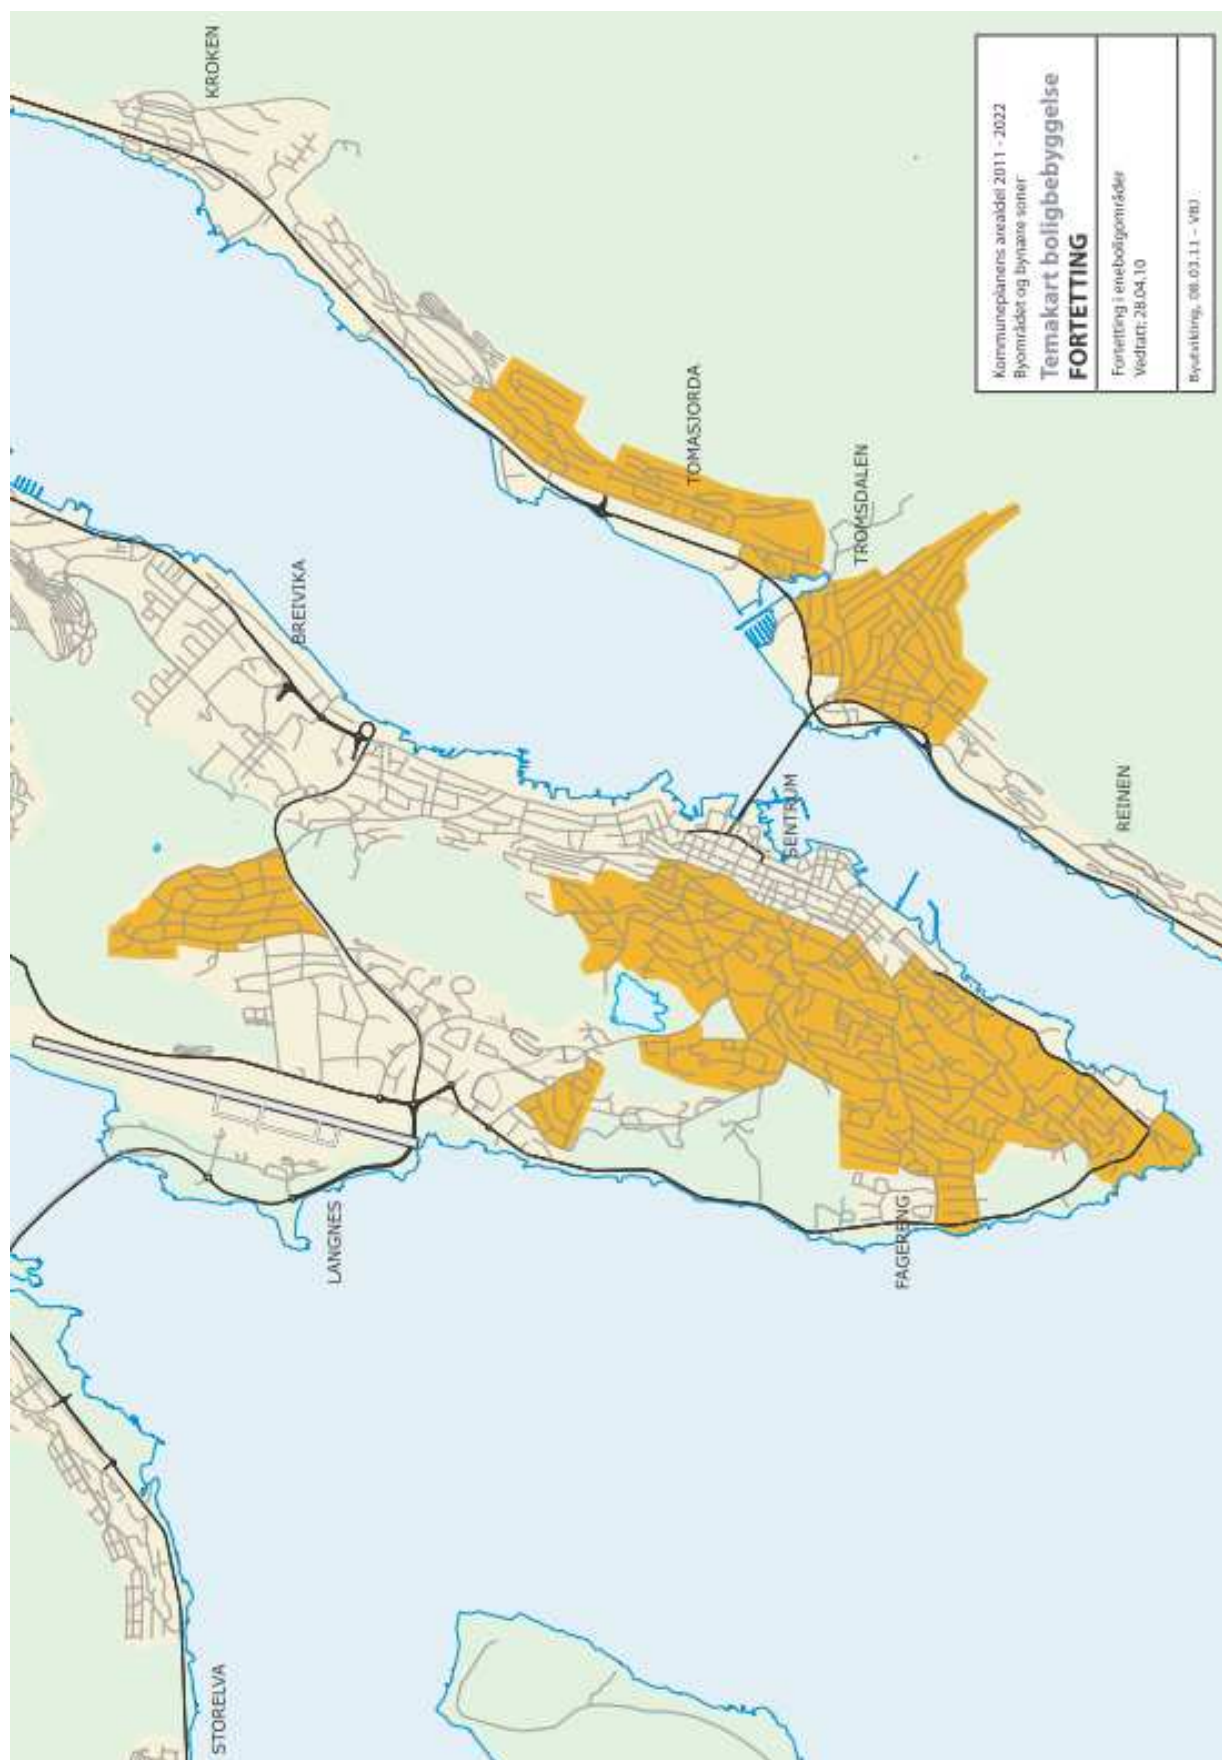 KROKEN
TOMASJORDA
TROMSDALEN
BREIVIKA
SENTRUM
REINEN
LANGNES
FAGERENG
STORELVA
Kommuneplanens arealdel 2011 - 2022
Byområdet og bynære soner
Temakart boligbebyggelse
FORTETTING
Fortetting i eneboligområder
Vedtatt: 28.04.10
Byutvikling, 08.03.11 - VBJ